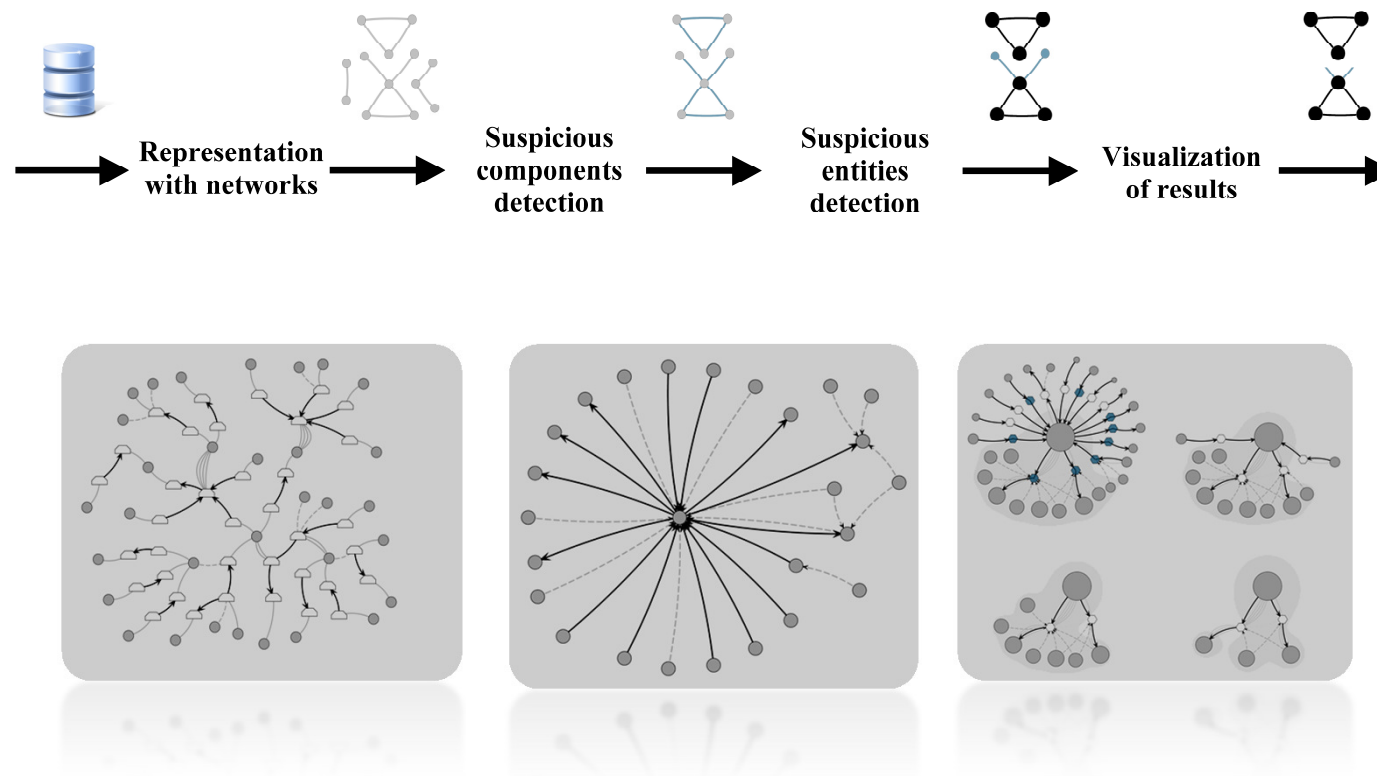 Representation
with networks
Suspicious
components
detection
Suspicious
entities
detection
Visualization
of results